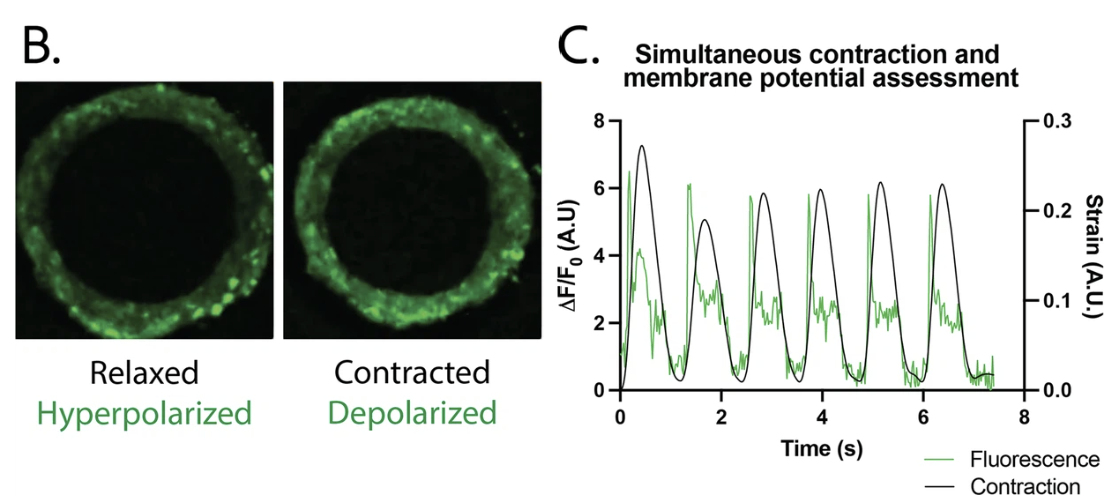 B.
Relaxed
Hyperpolarized
Contracted
Depolarized
C.
Simultaneous contraction and
membrane potential assessment
ΔF/F0 (A.U)
8
6
4
2
0
0.3
0.2
0.1
0.0
Strain (A.U.)
0 2 4 6 8
Time (s)
Fluorescence
Contraction